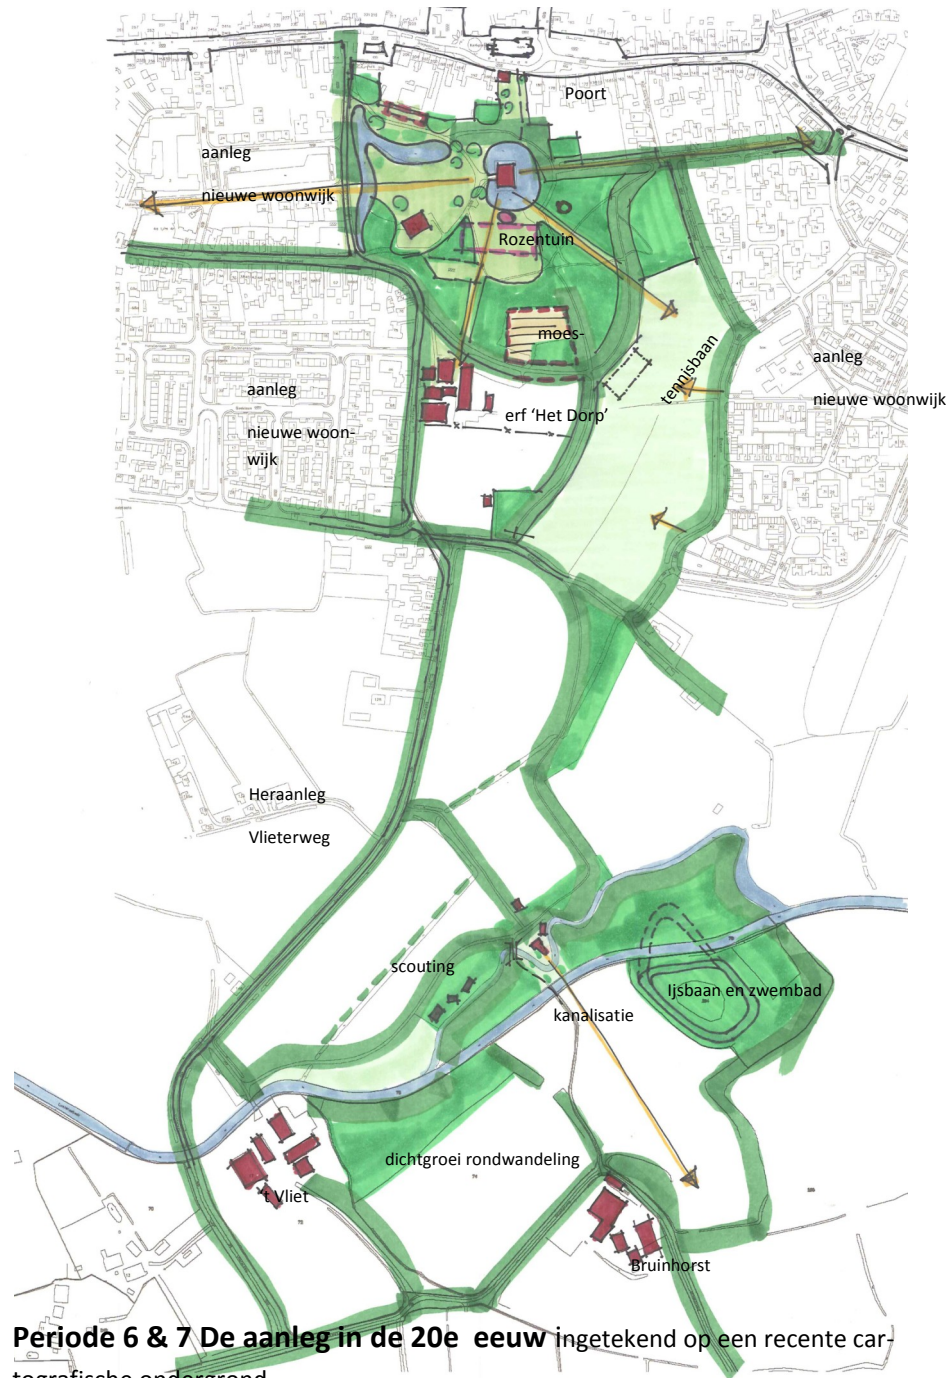 Poort
aanleg
nieuwe woonwijk
Rozentuin
moes-
tennisbaan
aanleg
nieuwe woonwijk
aanleg
nieuwe woon-
wijk
erf ‘Het Dorp’
Heraanleg
Vlieterweg
scouting
Ijsbaan en zwembad
kanalisatie
dichtgroei rondwandeling
‘t Vliet
Bruinhorst
Periode 6 & 7 De aanleg in de 20e eeuw ingetekend op een recente car-
tografische ondergrond